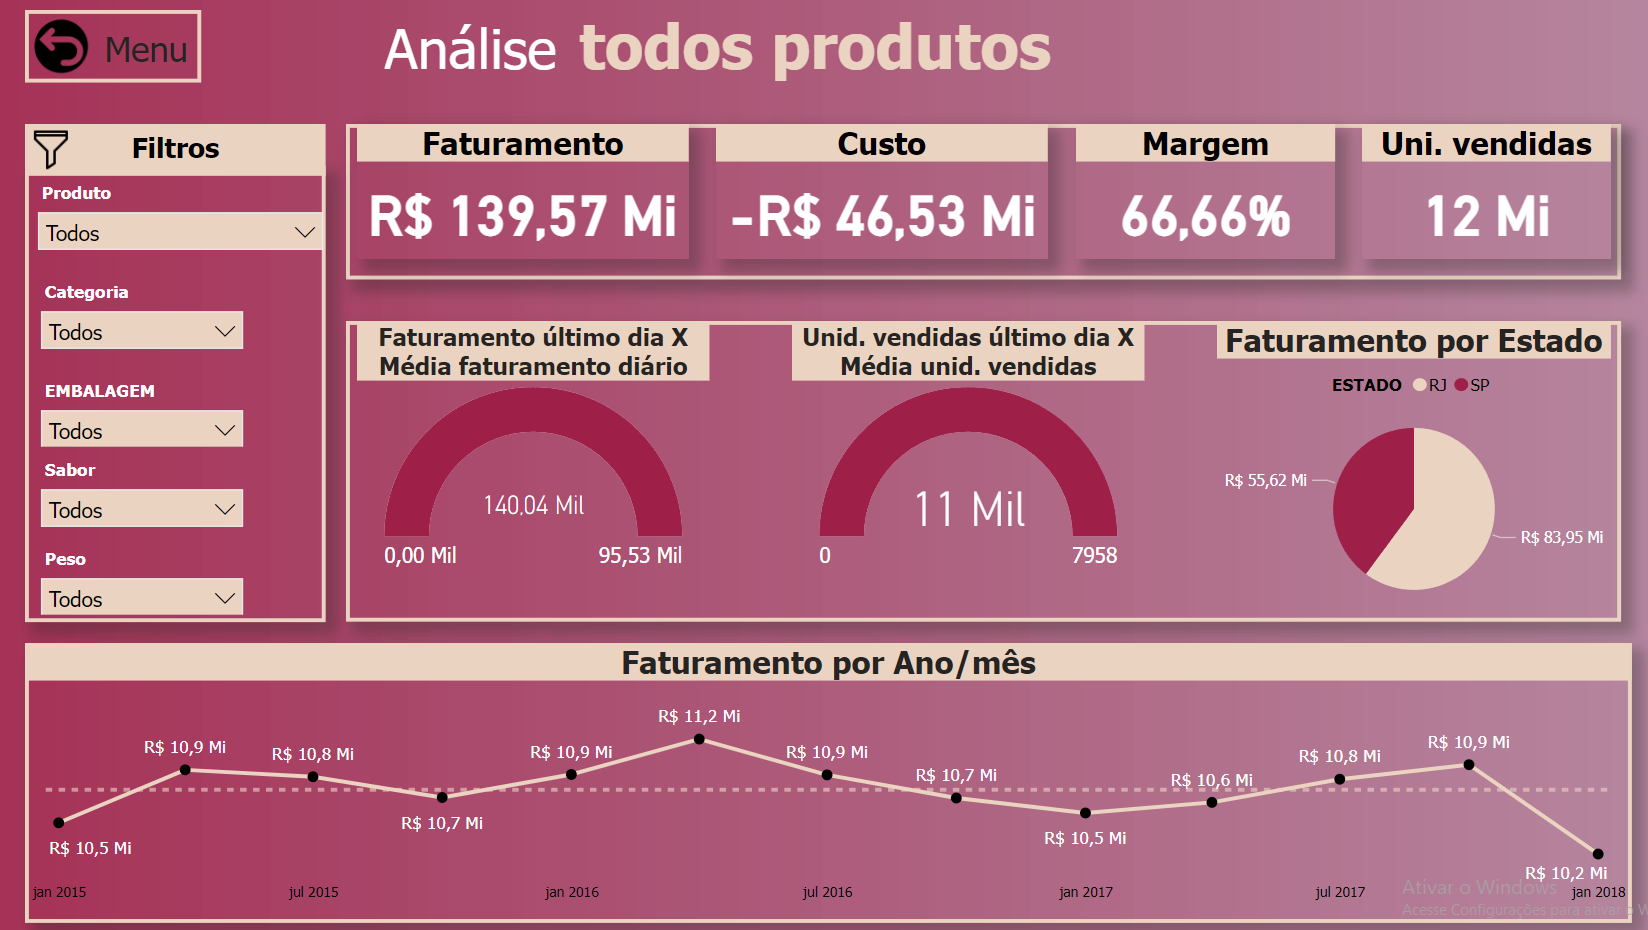 Menu
Análise todos produtos
Filtros
Produto
Todos
Categoria
Todos
EMBALAGEM
Todos
Sabor
Todos
Peso
Todos
Faturamento
R$ 139,57 Mi
Custo
-R$ 46,53 Mi
Margem
66,66%
Uni. vendidas
12 Mi
Faturamento último dia X
Média faturamento diário
140,04 Mil
0,00 Mil
95,53 Mil
Unid. vendidas último dia X
Média unid. vendidas
11 Mil
0
7958
Faturamento por Estado
ESTADO RJ SP
R$ 55,62 Mi
R$ 83,95 Mi
Faturamento por Ano/mês
R$ 10,5 Mi
R$ 10,9 Mi
R$ 10,8 Mi
R$ 10,7 Mi
R$ 10,9 Mi
R$ 11,2 Mi
R$ 10,9 Mi
R$ 10,7 Mi
R$ 10,5 Mi
R$ 10,6 Mi
R$ 10,8 Mi
R$ 10,9 Mi
R$ 10,2 Mi
jan 2015
jul 2015
jan 2016
jul 2016
jan 2017
jul 2017
jan 2018
Ativar o Windows
Acesse Configurações para ativar o W